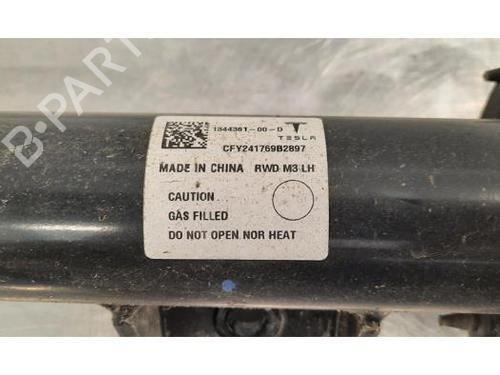 1344361-00-D
TESLA
CFY241769B2897
MADE IN CHINA RWD M3 LH
CAUTION
GAS FILLED
DO NOT OPEN NOR HEAT
B-PARTS